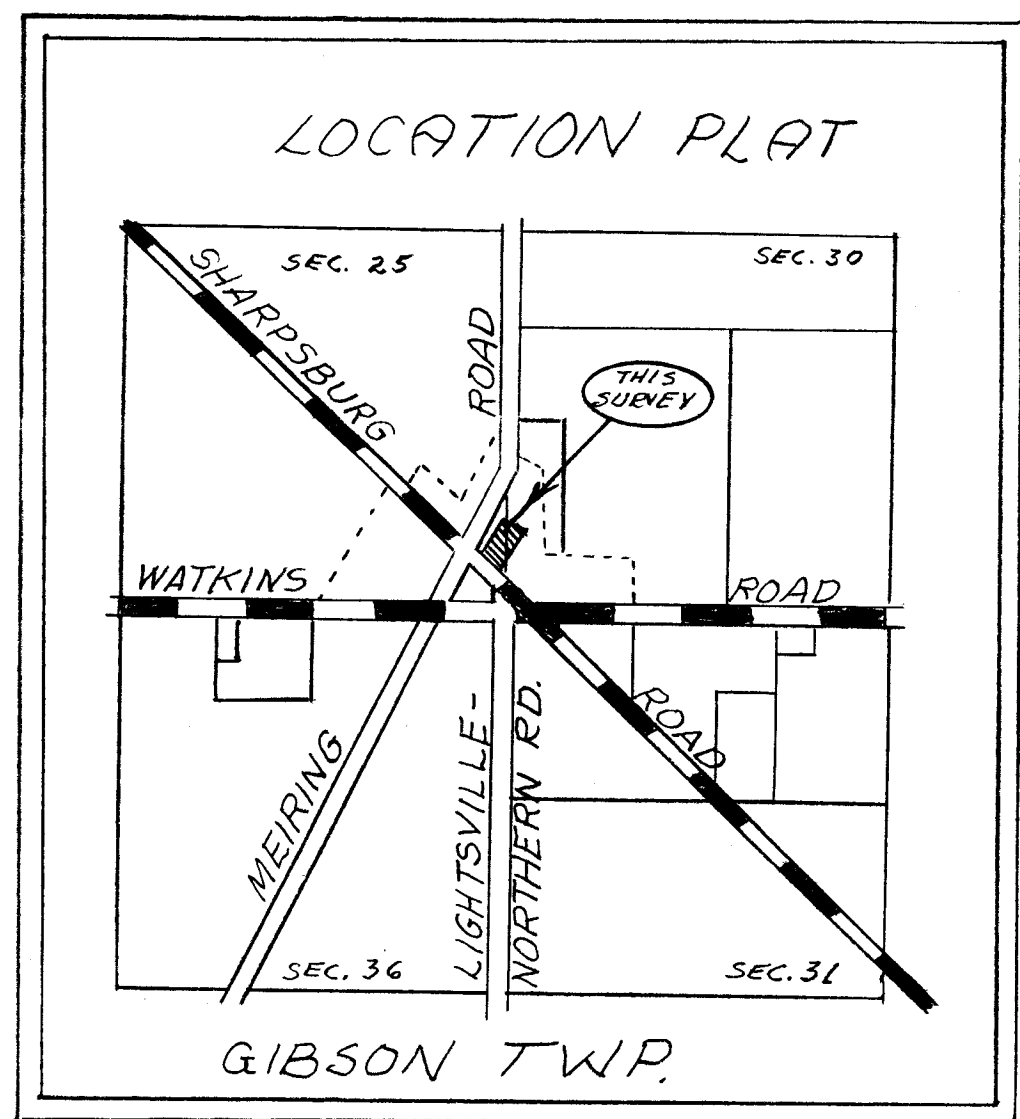 LOCATION PLAT
SEC. 25
SEC. 30
SHARPSBURG
ROAD
THIS
SURVEY
WATKINS
ROAD
ROAD
MEIRING
LIGHTSVILLE-
NORTHERN RD.
SEC. 36
SEC. 31
GIBSON TWP.